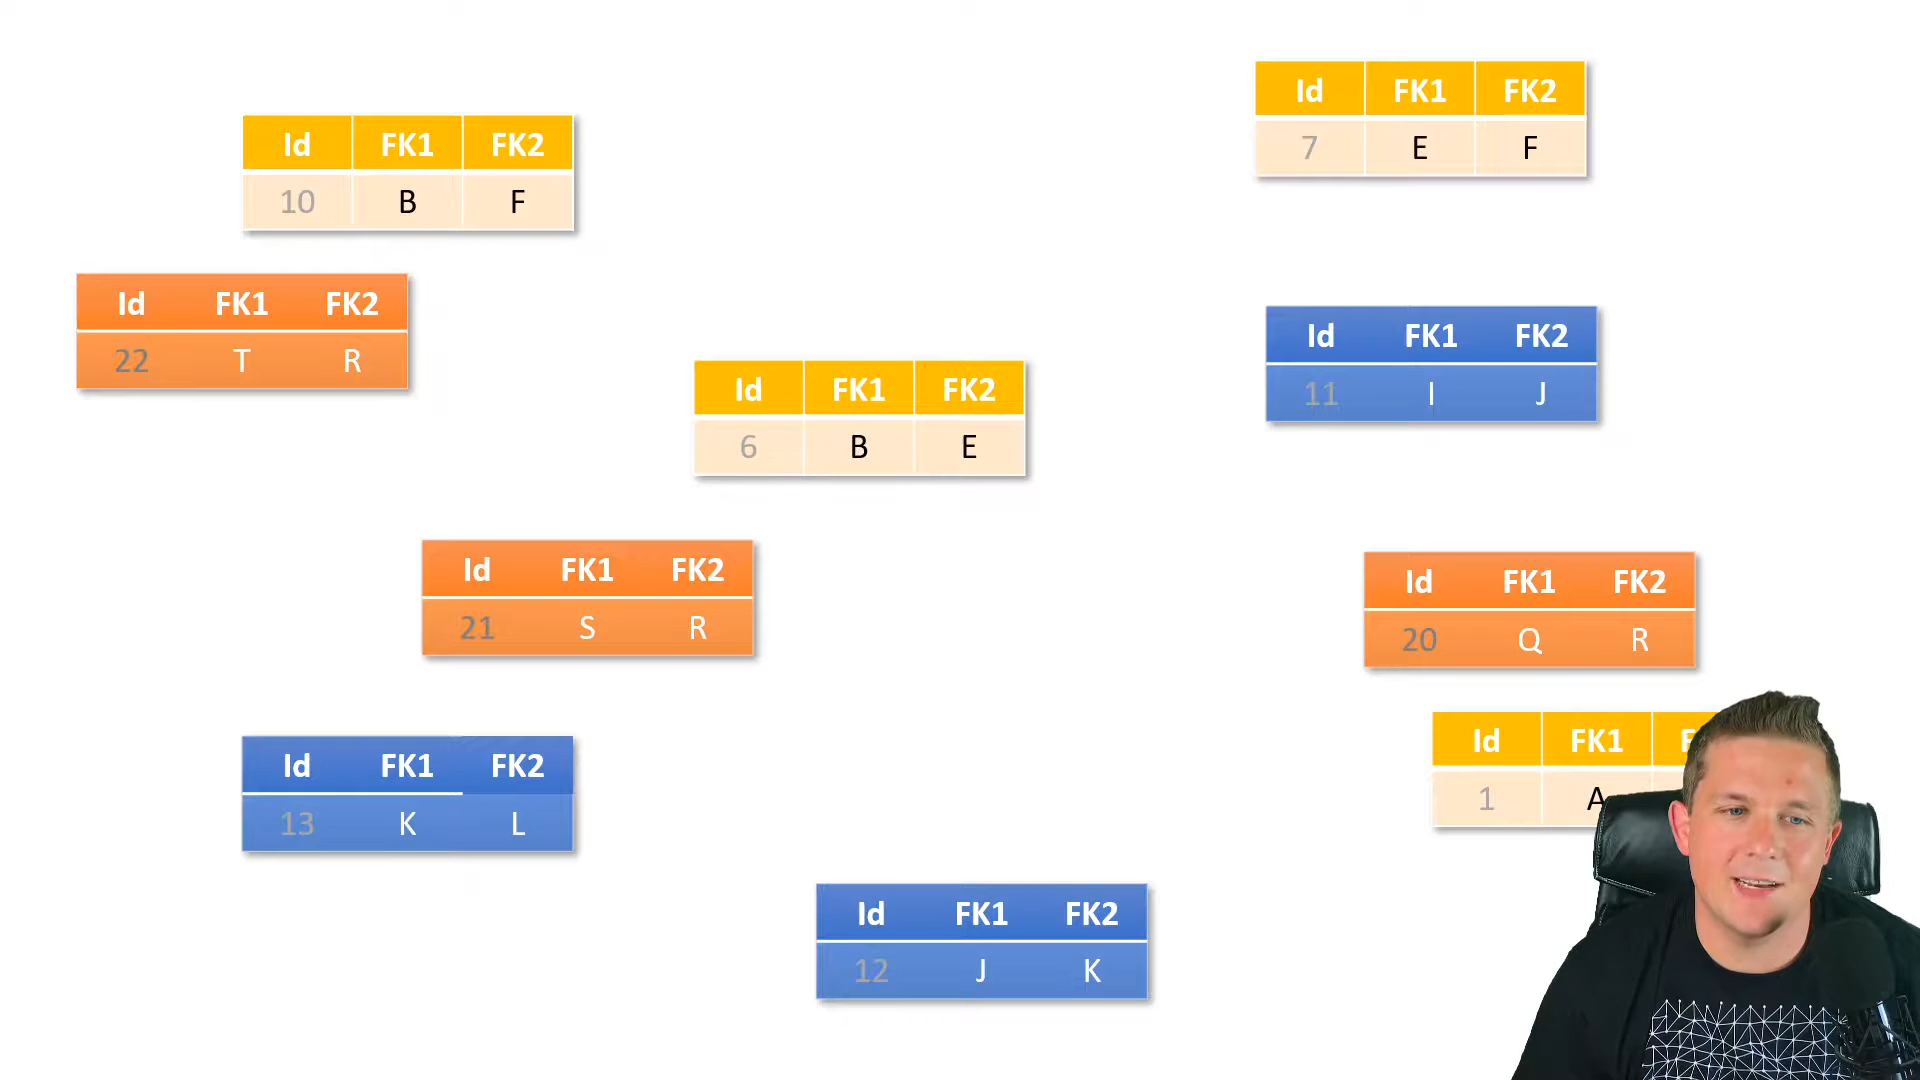 Id FK1 FK2
10 B F
Id FK1 FK2
7 E F
Id FK1 FK2
22 T R
Id FK1 FK2
11 I J
Id FK1 FK2
6 B E
Id FK1 FK2
21 S R
Id FK1 FK2
20 Q R
Id FK1
1 A
Id FK1 FK2
13 K L
Id FK1 FK2
12 J K